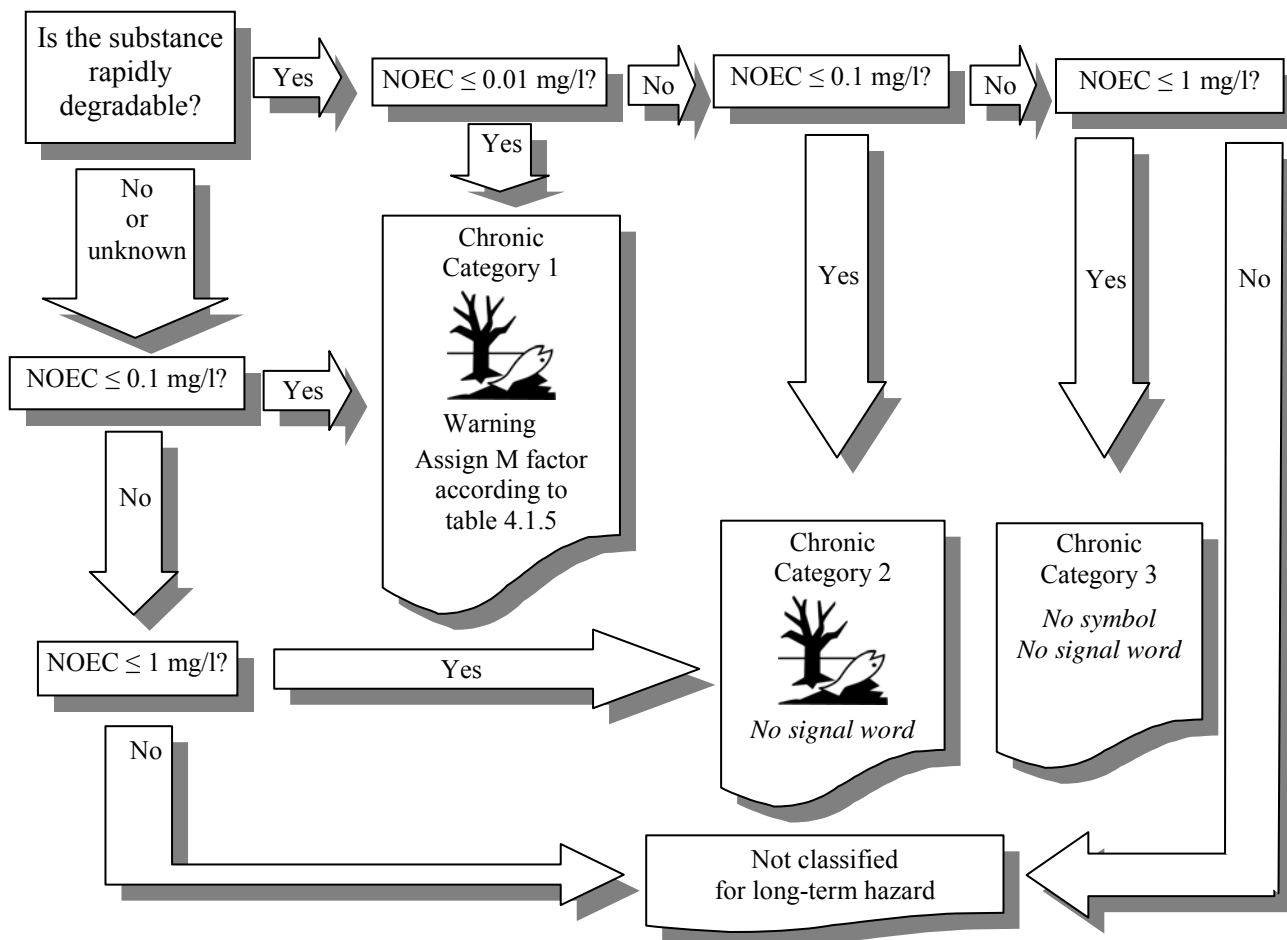 Is the substance
rapidly
degradable?
Yes
NOEC ≤ 0.01 mg/l?
No
NOEC ≤ 0.1 mg/l?
No
NOEC ≤ 1 mg/l?
No
or
unknown
Yes
Chronic
Category 1
Warning
Assign M factor
according to
table 4.1.5
Yes
Yes
No
NOEC ≤ 0.1 mg/l?
Yes
No
Chronic
Category 2
No signal word
Chronic
Category 3
No symbol
No signal word
NOEC ≤ 1 mg/l?
Yes
No
Not classified
for long-term hazard